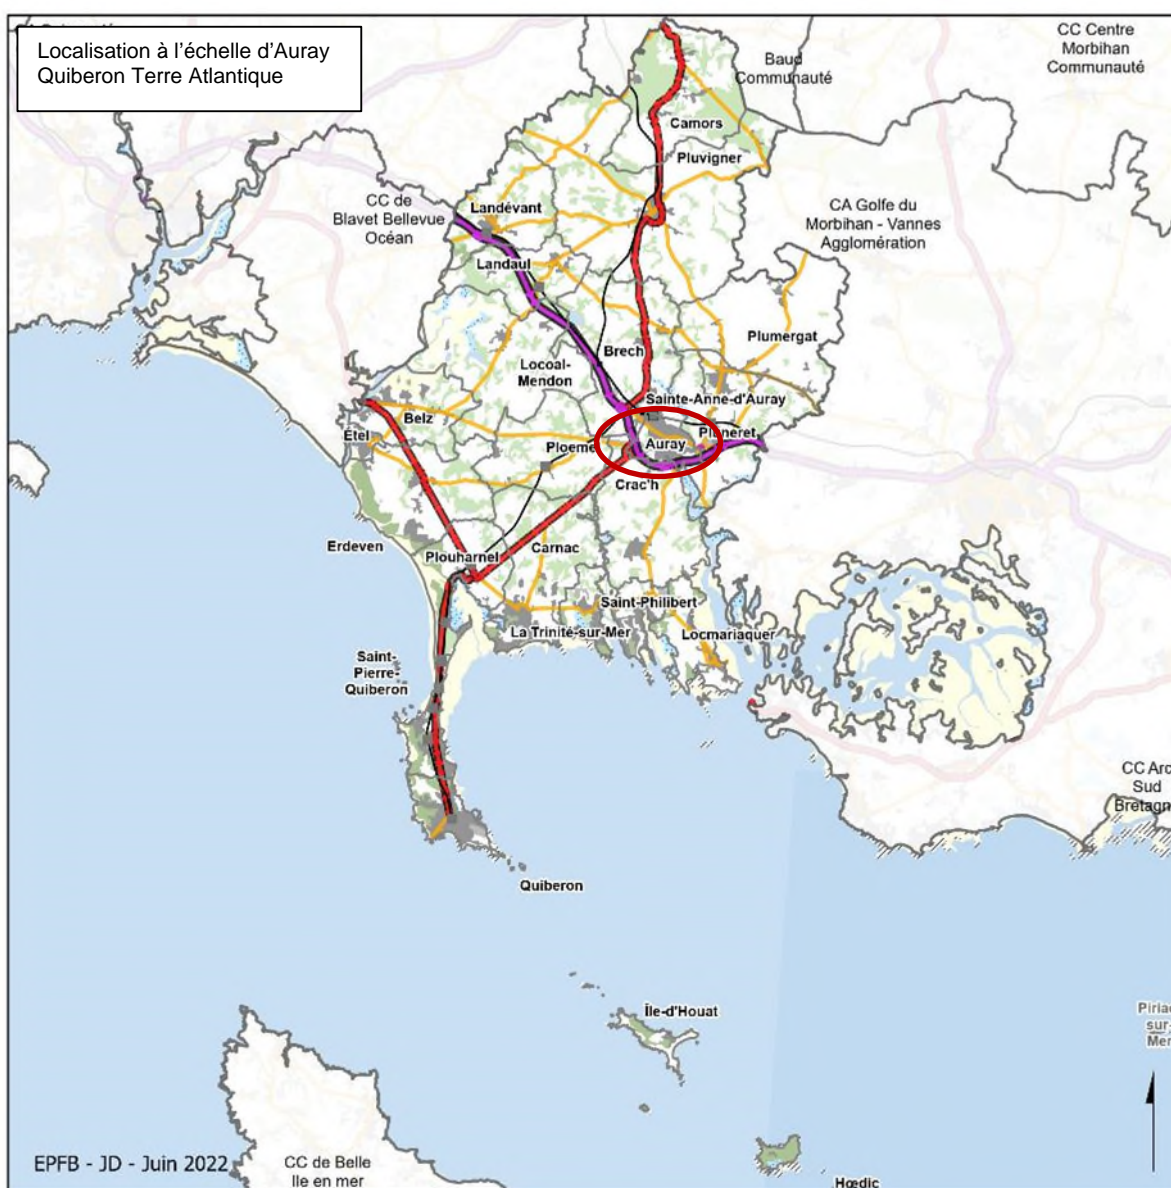 Localisation à l'échelle d'Auray
Quiberon Terre Atlantique
CC Centre
Morbihan
Communauté
Baud
Communauté
Camors
Pluvigner
CC de
Blavet Bellevue
Océan
Landévant
CA Golfe du
Morbihan - Vannes
Agglomération
Landaul
Plumergat
Brech
Locoal-
Mendon
Sainte-Anne-d'Auray
Belz
Étel
Auray
Ploeme
Crac'h
Erdeven
Plouharnel
Carnac
Saint-Philibert
La Trinité-sur-Mer
Locmariaquer
Saint-
Pierre-
Quiberon
CC Arc
Sud
Bretagn
Quiberon
Île-d'Houat
Piriac
sur-
Mer
EPFB - JD - Juin 2022
CC de Belle
Ile en mer
Hœdic